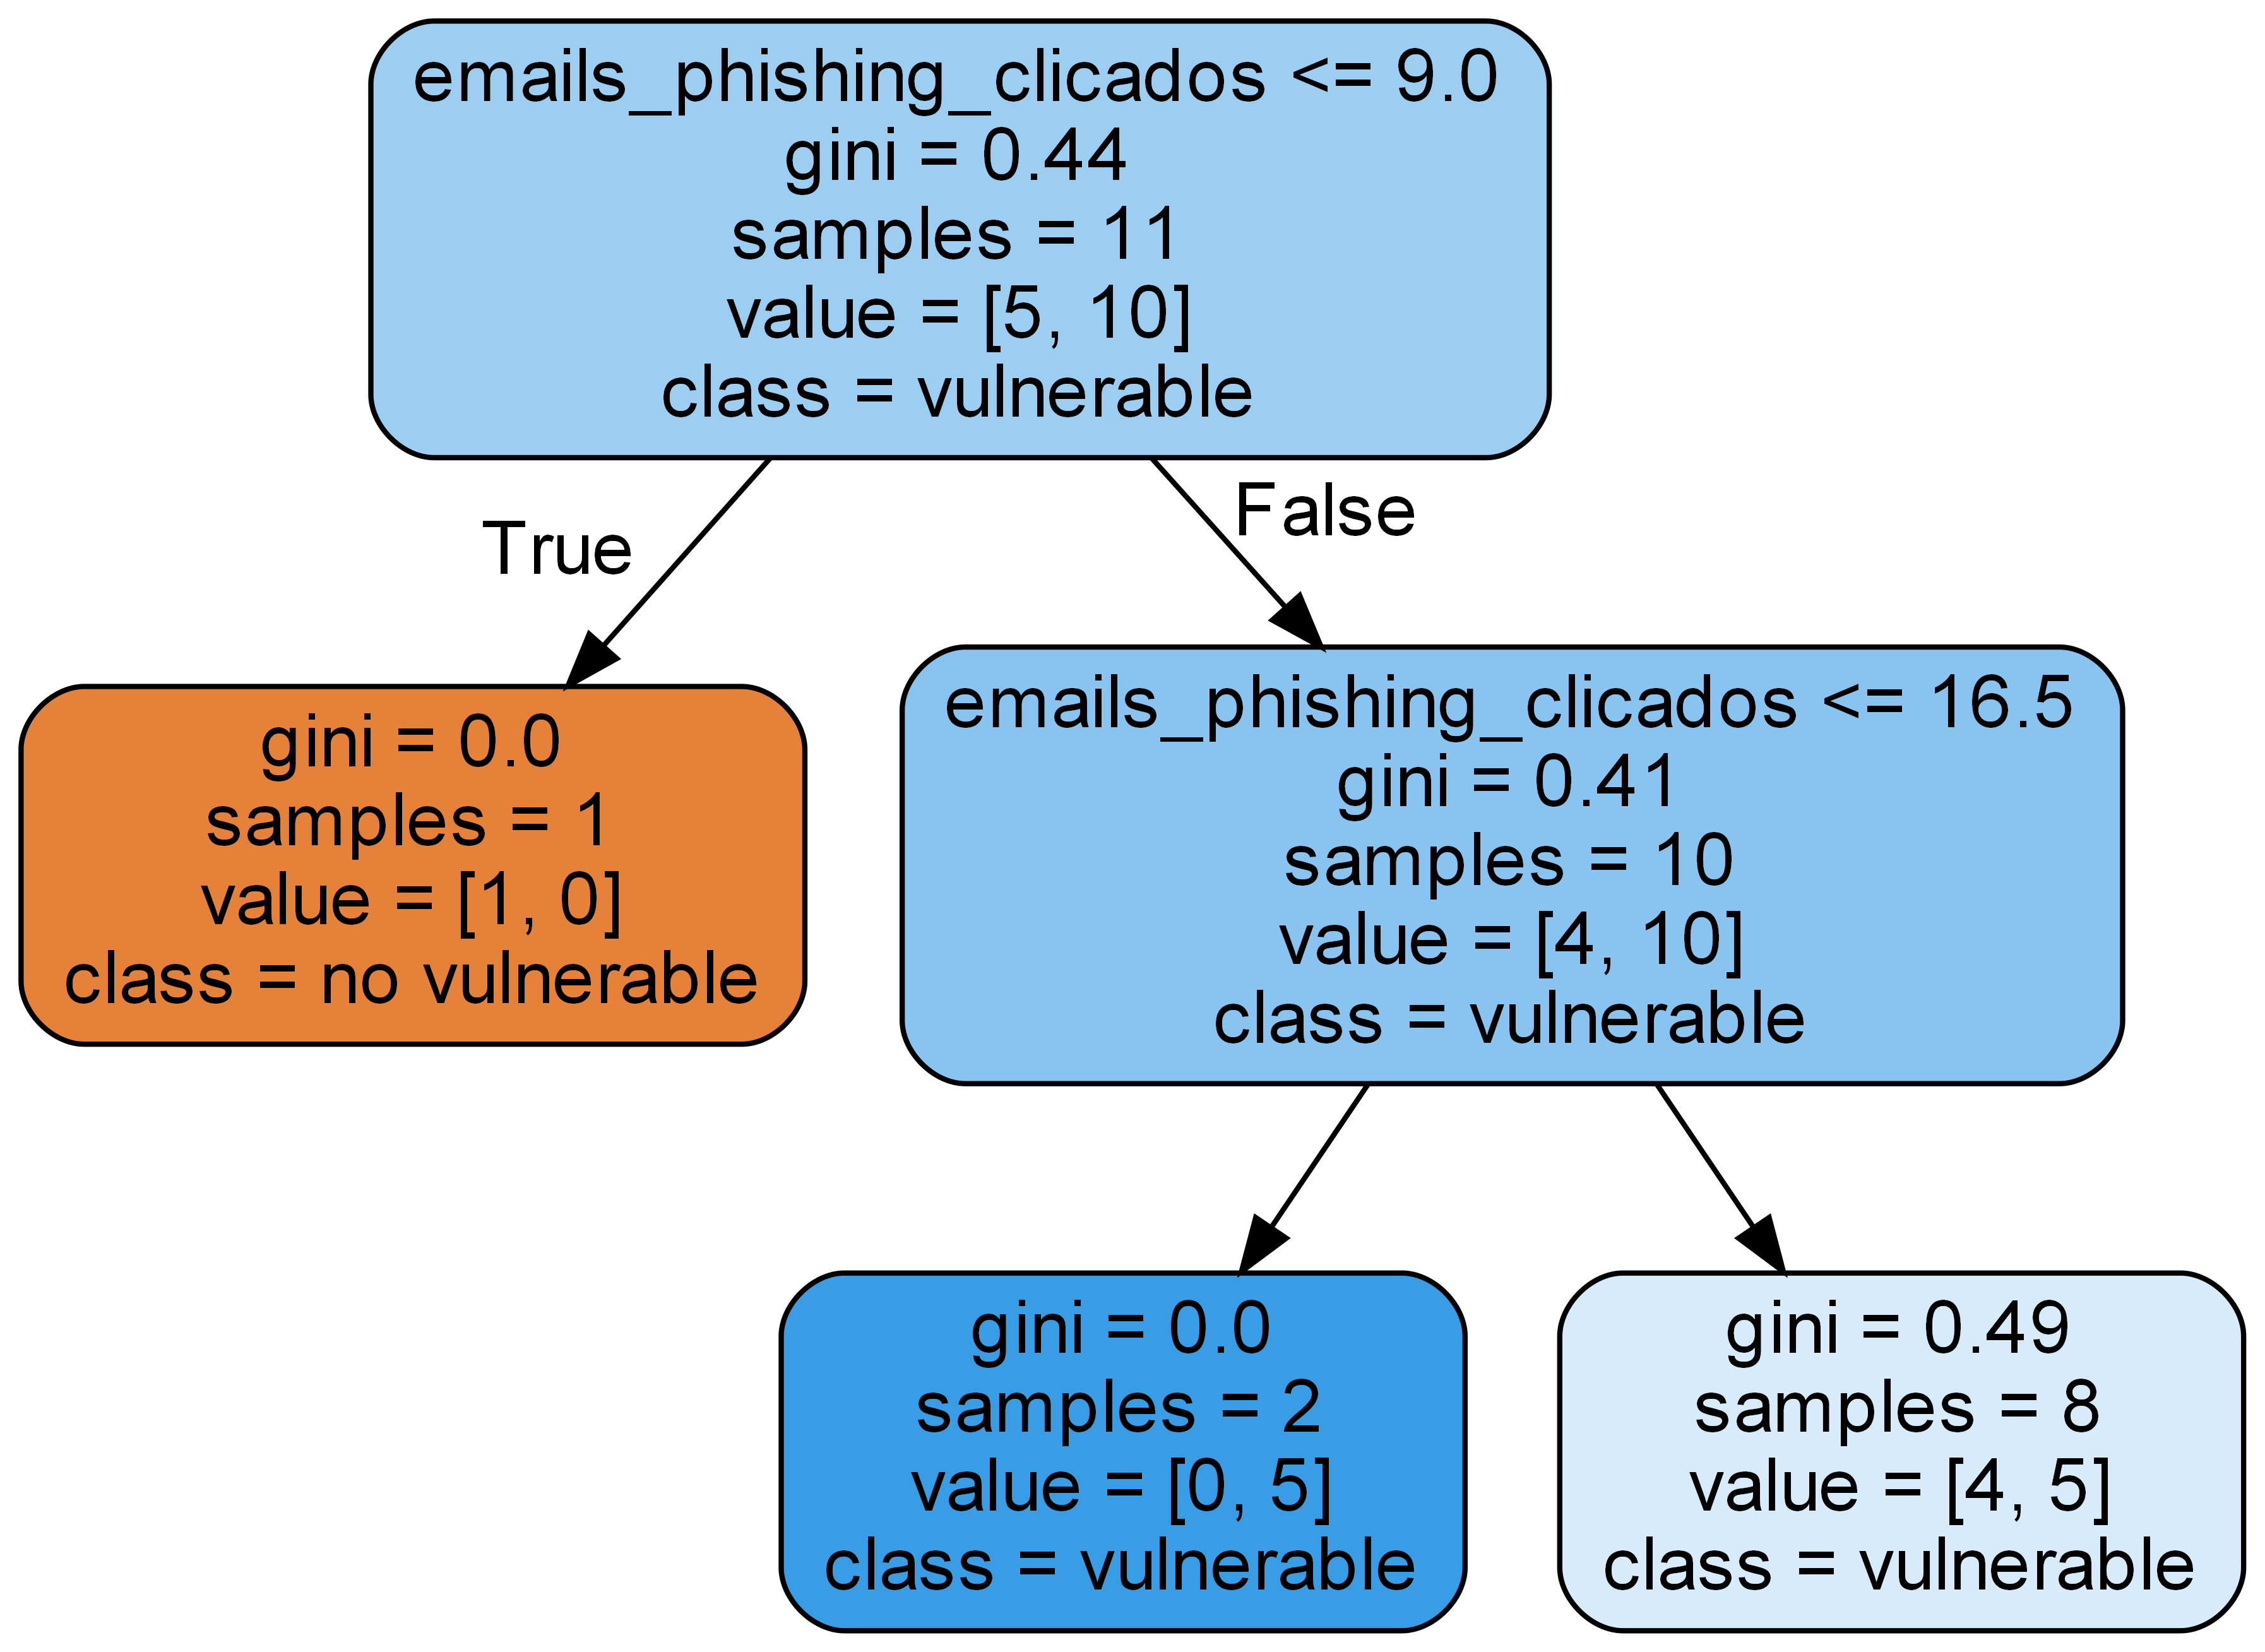 emails_phishing_clicados <= 9.0
gini = 0.44
samples = 11
value = [5, 10]
class = vulnerable
True
False
gini = 0.0
samples = 1
value = [1, 0]
class = no vulnerable
emails_phishing_clicados <= 16.5
gini = 0.41
samples = 10
value = [4, 10]
class = vulnerable
gini = 0.0
samples = 2
value = [0, 5]
class = vulnerable
gini = 0.49
samples = 8
value = [4, 5]
class = vulnerable